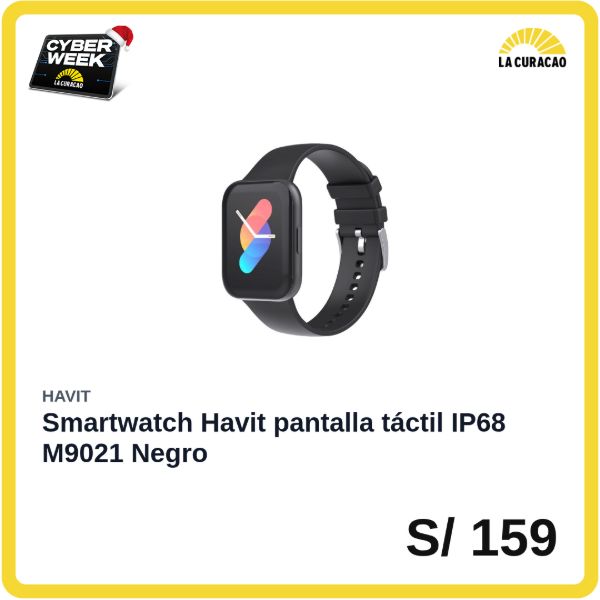 CYBER
WEEK
LA CURACAO
LA CURACAO
HAVIT
Smartwatch Havit pantalla táctil IP68
M9021 Negro
S/ 159